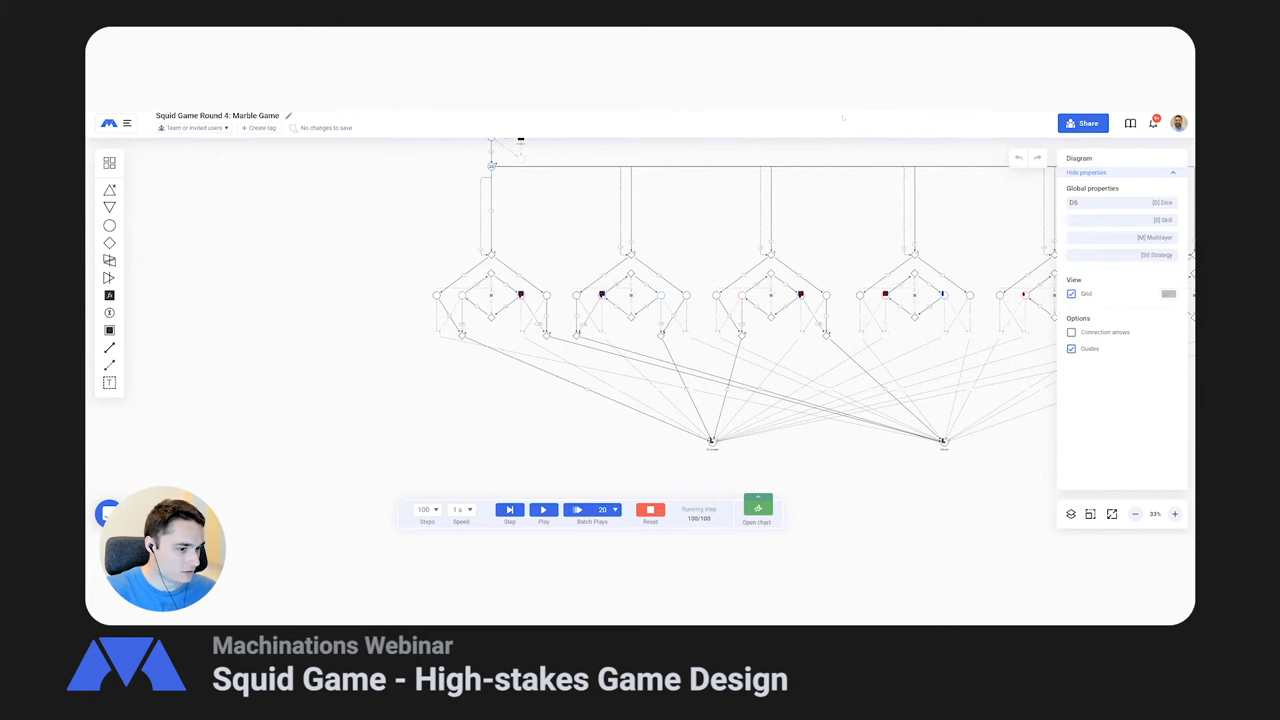 Squid Game Round 4: Marble Game
Team or invited users
Create tag
No changes to save
Share
9+
Diagram
Hide properties
Global properties
D6 [D] Dice
[S] Skill
[M] Multilayer
[St] Strategy
View
Grid
Options
Connection arrows
Guides
100 Steps
1 s Speed
Step
Play
20 Batch Plays
Reset
Running step
100/100
Open chart
33%
Machinations Webinar
Squid Game - High-stakes Game Design